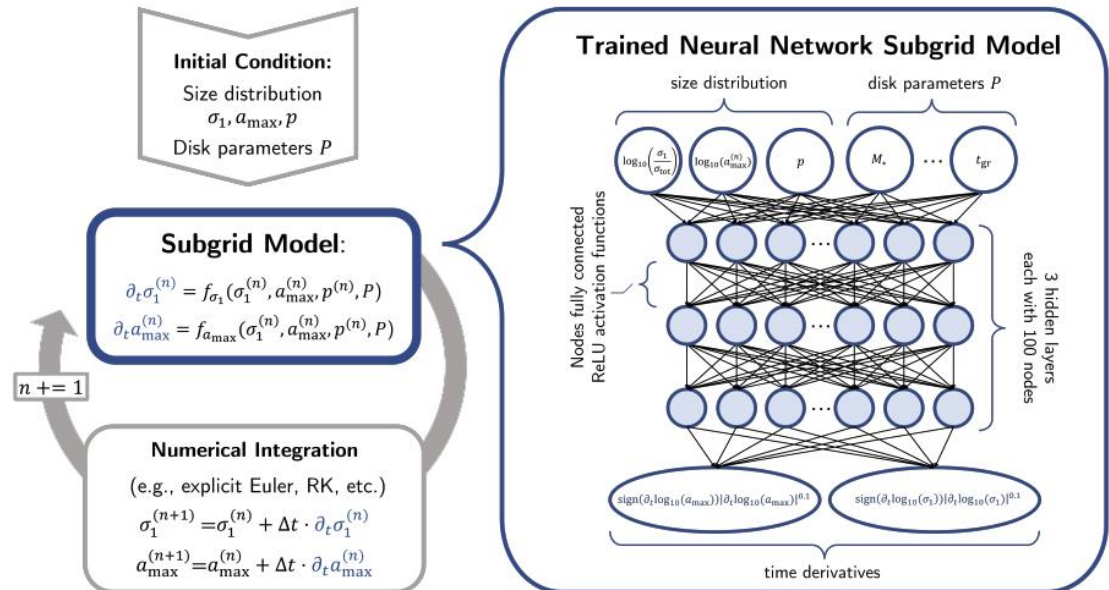 Initial Condition:
Size distribution
σ₁, a_max, p
Disk parameters P
Subgrid Model:
∂ₜσ₁⁽ⁿ⁾ = f_σ₁(σ₁⁽ⁿ⁾, a_max⁽ⁿ⁾, p⁽ⁿ⁾, P)
∂ₜa_max⁽ⁿ⁾ = f_a_max(σ₁⁽ⁿ⁾, a_max⁽ⁿ⁾, p⁽ⁿ⁾, P)
n += 1
Numerical Integration
(e.g., explicit Euler, RK, etc.)
σ₁⁽ⁿ⁺¹⁾=σ₁⁽ⁿ⁾ + Δt · ∂ₜσ₁⁽ⁿ⁾
a_max⁽ⁿ⁺¹⁾=a_max⁽ⁿ⁾ + Δt · ∂ₜa_max⁽ⁿ⁾
Trained Neural Network Subgrid Model
size distribution
disk parameters P
log₁₀(σ₁/σ_tot)
log₁₀(a_max⁽ⁿ⁾)
p
M⋆
...
t_gr
Nodes fully connected
ReLU activation functions
3 hidden layers
each with 100 nodes
sign(∂ₜlog₁₀(a_max))|∂ₜlog₁₀(a_max)|⁰·¹
sign(∂ₜlog₁₀(σ₁))|∂ₜlog₁₀(σ₁)|⁰·¹
time derivatives